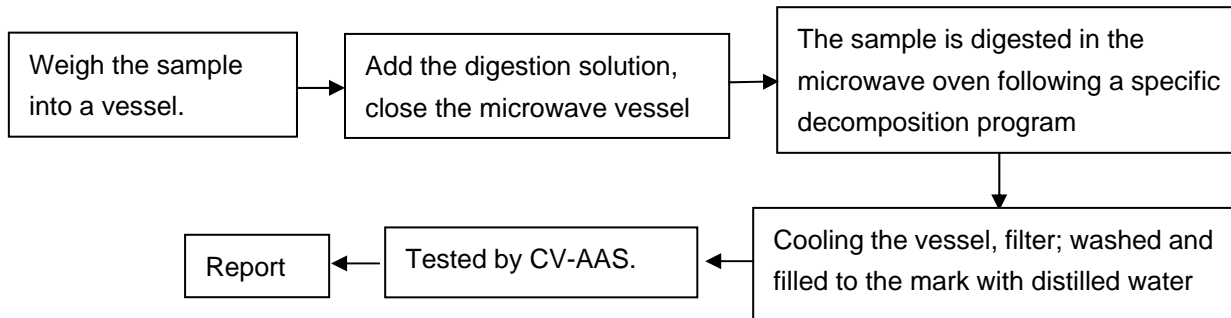 Weigh the sample
into a vessel.
Add the digestion solution,
close the microwave vessel
The sample is digested in the
microwave oven following a specific
decomposition program
Cooling the vessel, filter; washed and
filled to the mark with distilled water
Tested by CV-AAS.
Report